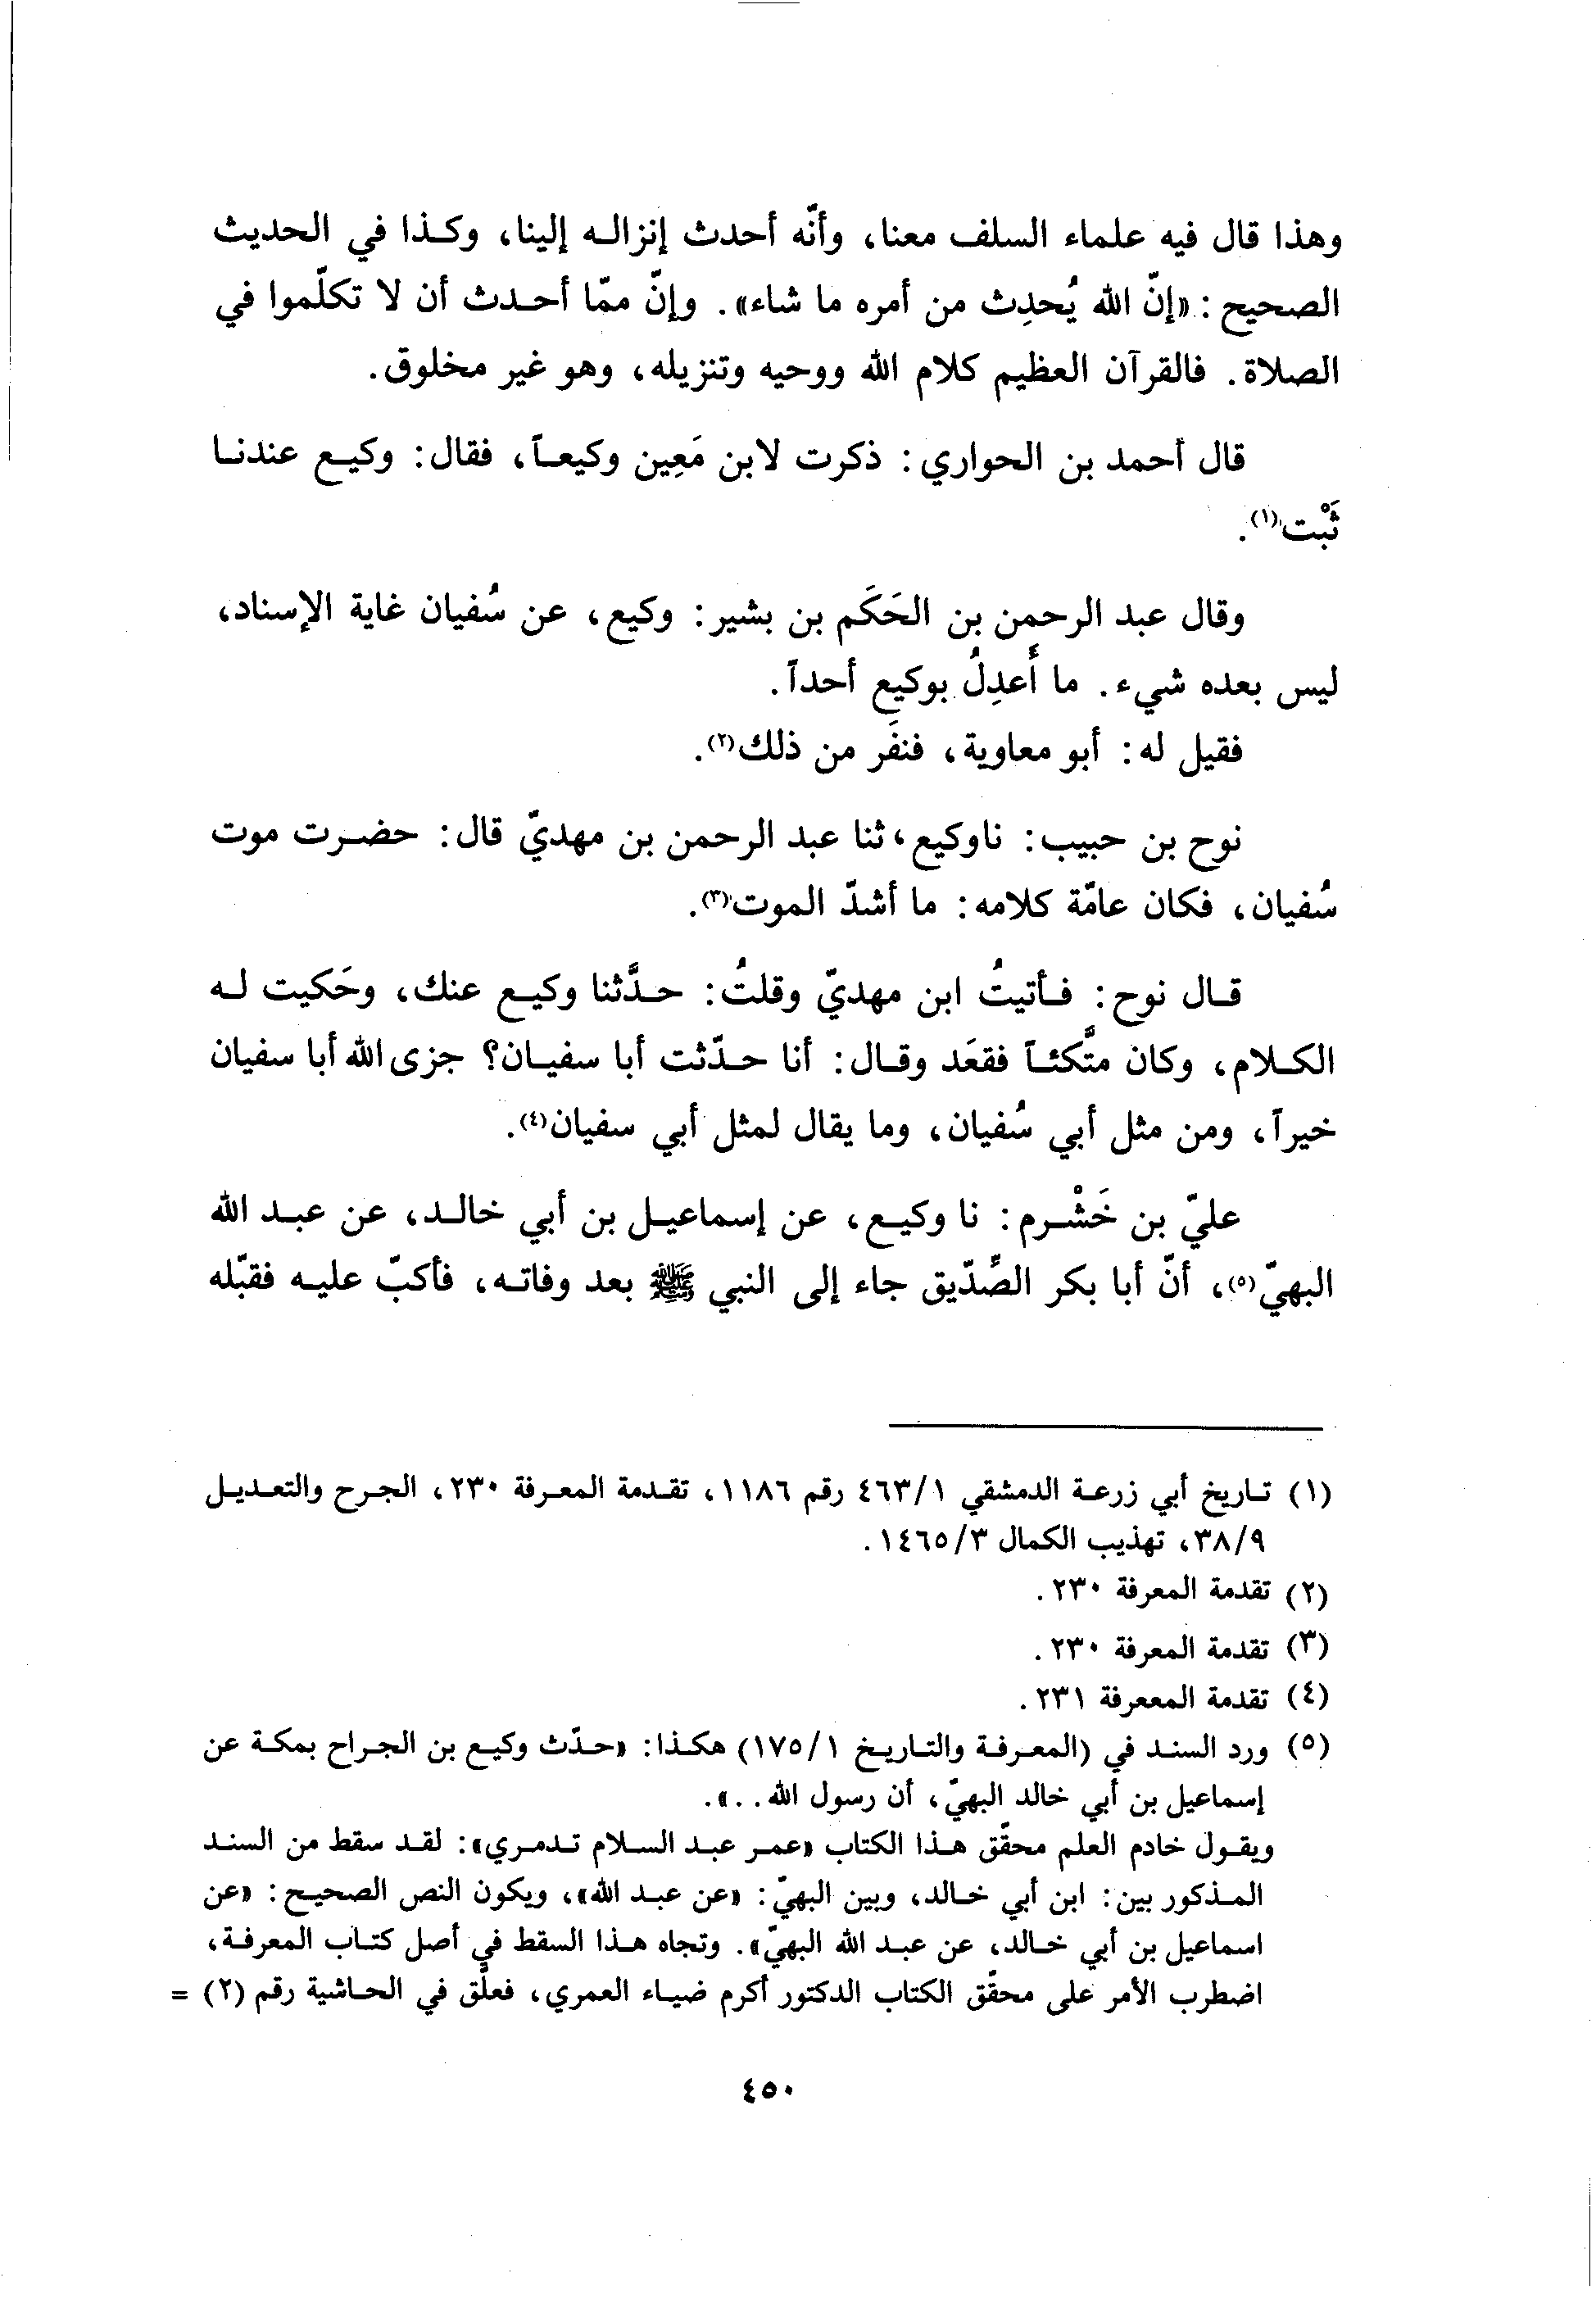 وهذا قال فيه علماء السلف معنا، وأنّه أحدث إنزاله إلينا، وكذا في الحديث
الصحيح: «إنّ الله يُحدِث من أمره ما شاء». وإنّ ممّا أحدث أن لا تكلّموا في
الصلاة. فالقرآن العظيم كلام الله ووحيه وتنزيله، وهو غير مخلوق.
قال أحمد بن الحواري: ذكرت لابن مَعِين وكيعاً، فقال: وكيع عندنا
ثَبْت(١).
وقال عبد الرحمن بن الحَكَم بن بشير: وكيع، عن سُفيان غاية الإسناد،
ليس بعده شيء. ما أَعدِلُ بوكيع أحداً.
فقيل له: أبو معاوية، فنفَر من ذلك(٢).
نوح بن حبيب: ناوكيع، ثنا عبد الرحمن بن مهديّ قال: حضرت موت
سُفيان، فكان عامّة كلامه: ما أشدّ الموت(٣).
قال نوح: فأتيتُ ابن مهديّ وقلتُ: حدَّثنا وكيع عنك، وحَكيت له
الكلام، وكان متَّكئاً فقعَد وقال: أنا حدّثت أبا سفيان؟ جزى الله أبا سفيان
خيراً، ومن مثل أبي سُفيان، وما يقال لمثل أبي سفيان(٤).
عليّ بن خَشْرم: نا وكيع، عن إسماعيل بن أبي خالد، عن عبد الله
البهيّ(٥)، أنّ أبا بكر الصِّدّيق جاء إلى النبي ﷺ بعد وفاته، فأكبّ عليه فقبّله
(١) تاريخ أبي زرعة الدمشقي ٤٦٣/١ رقم ١١٨٦، تقدمة المعرفة ٢٣٠، الجرح والتعديل
٣٨/٩، تهذيب الكمال ١٤٦٥/٣.
(٢) تقدمة المعرفة ٢٣٠.
(٣) تقدمة المعرفة ٢٣٠.
(٤) تقدمة المععرفة ٢٣١.
(٥) ورد السند في (المعرفة والتاريخ ١٧٥/١) هكذا: «حدّث وكيع بن الجراح بمكة عن
إسماعيل بن أبي خالد البهيّ، أن رسول الله..».
ويقول خادم العلم محقّق هذا الكتاب «عمر عبد السلام تدمري»: لقد سقط من السند
المذكور بين: ابن أبي خالد، وبين البهيّ: «عن عبد الله»، ويكون النص الصحيح: «عن
اسماعيل بن أبي خالد، عن عبد الله البهيّ». وتجاه هذا السقط في أصل كتاب المعرفة،
اضطرب الأمر على محقّق الكتاب الدكتور أكرم ضياء العمري، فعلّق في الحاشية رقم (٢) =
٤٥٠